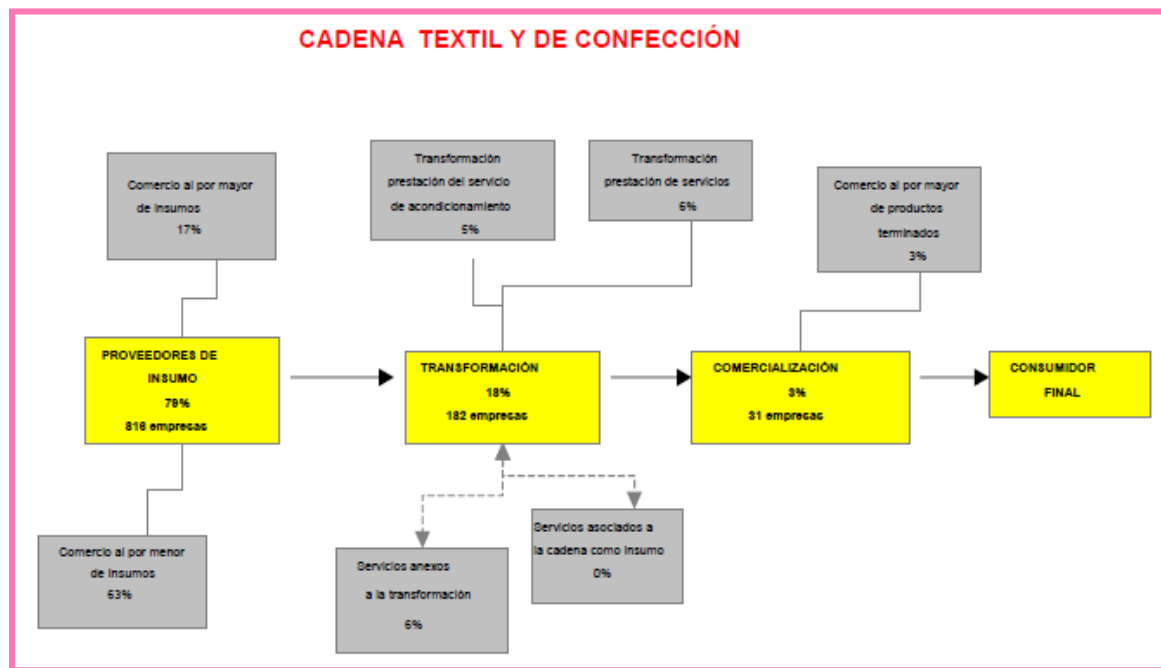 CADENA TEXTIL Y DE CONFECCIÓN
Comercio al por mayor
de insumos
17%
Transformación
prestación del servicio
de acondicionamiento
5%
Transformación
prestación de servicios
6%
Comercio al por mayor
de productos
terminados
3%
PROVEEDORES DE
INSUMO
79%
816 empresas
TRANSFORMACIÓN
18%
182 empresas
COMERCIALIZACIÓN
3%
31 empresas
CONSUMIDOR
FINAL
Comercio al por menor
de insumos
63%
Servicios anexos
a la transformación
6%
Servicios asociados a
la cadena como insumo
0%